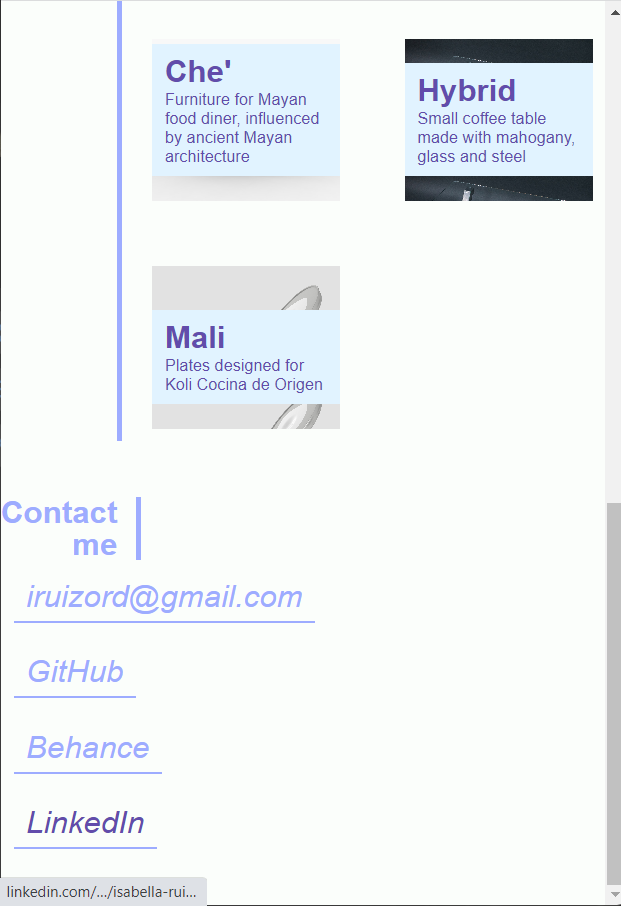 Che'
Furniture for Mayan
food diner, influenced
by ancient Mayan
architecture
Hybrid
Small coffee table
made with mahogany,
glass and steel
Mali
Plates designed for
Koli Cocina de Origen
Contact
me
iruizord@gmail.com
GitHub
Behance
LinkedIn
linkedin.com/.../isabella-rui...